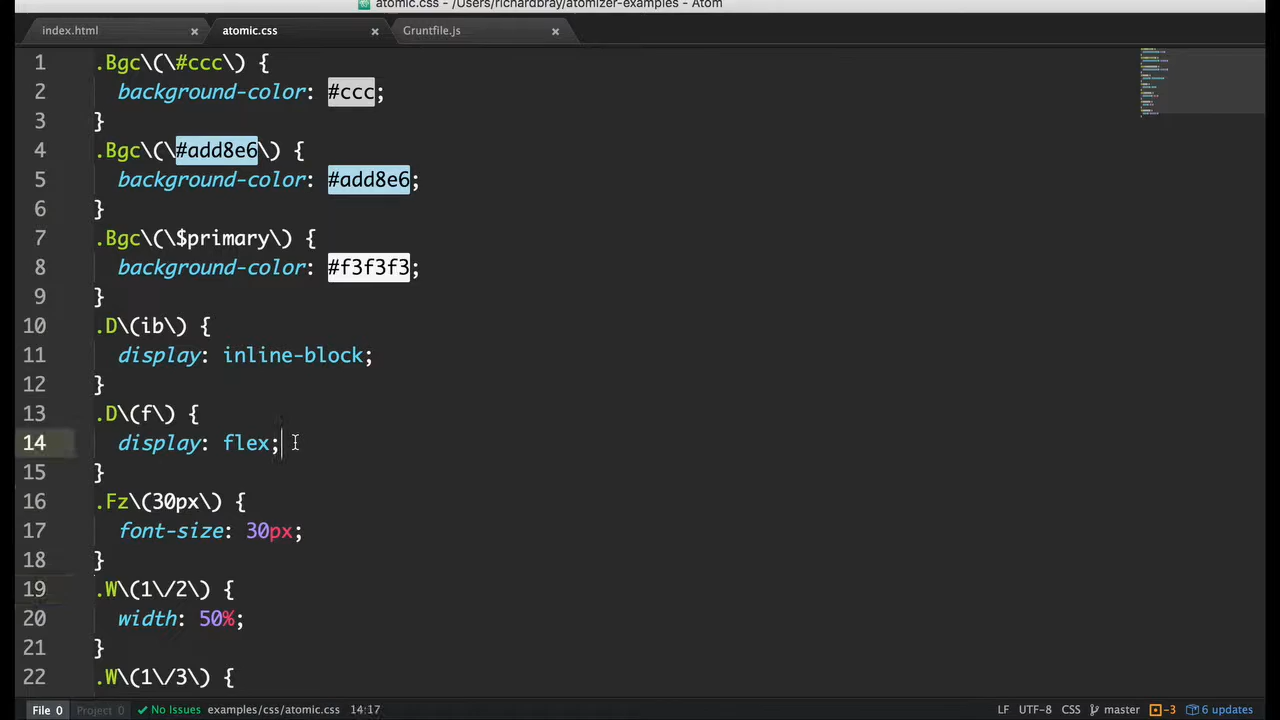 atomic.css - /Users/richardbray/atomizer-examples - Atom
index.html × atomic.css × Gruntfile.js ×
1 .Bgc\(\#ccc\) {
2 background-color: #ccc;
3 }
4 .Bgc\(\#add8e6\) {
5 background-color: #add8e6;
6 }
7 .Bgc\(\$primary\) {
8 background-color: #f3f3f3;
9 }
10 .D\(ib\) {
11 display: inline-block;
12 }
13 .D\(f\) {
14 display: flex;
15 }
16 .Fz\(30px\) {
17 font-size: 30px;
18 }
19 .W\(1\/2\) {
20 width: 50%;
21 }
22 .W\(1\/3\) {
File 0 Project 0 ✓ No Issues examples/css/atomic.css 14:17 LF UTF-8 CSS master -3 6 updates